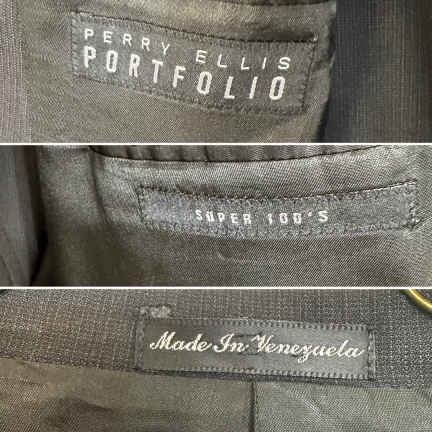 PERRY ELLIS
PORTFOLIO
SUPER 100'S
Made In Venezuela